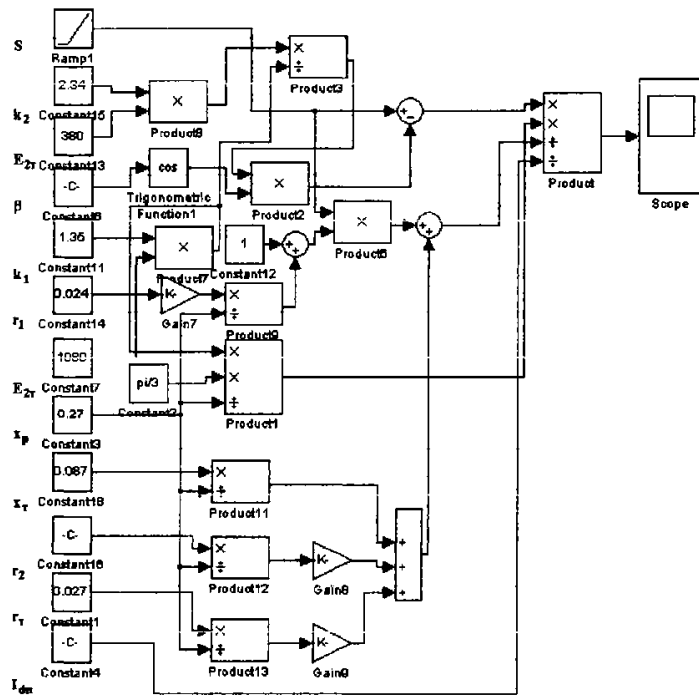 S
Ramp1
2.34
k2
Constant15
380
E2T
Constant13
-C-
β
Constant6
1.35
k1
Constant11
0.024
r1
Constant14
1080
E2T
Constant7
0.27
xp
Constant3
0.087
xT
Constant18
-C-
r2
Constant16
0.027
rT
Constant1
-C-
Idm
Constant4
×
Product8
×
÷
Product3
cos
Trigonometric
Function1
×
Product2
×
Product7
1
Constant12
K-
Gain7
×
÷
Product9
pi/3
Constant2
×
×
÷
Product1
×
÷
Product11
×
÷
Product12
K-
Gain8
×
÷
Product13
K-
Gain9
+
+
+
+
-
+
+
×
Product6
+
+
×
×
÷
÷
Product
Scope